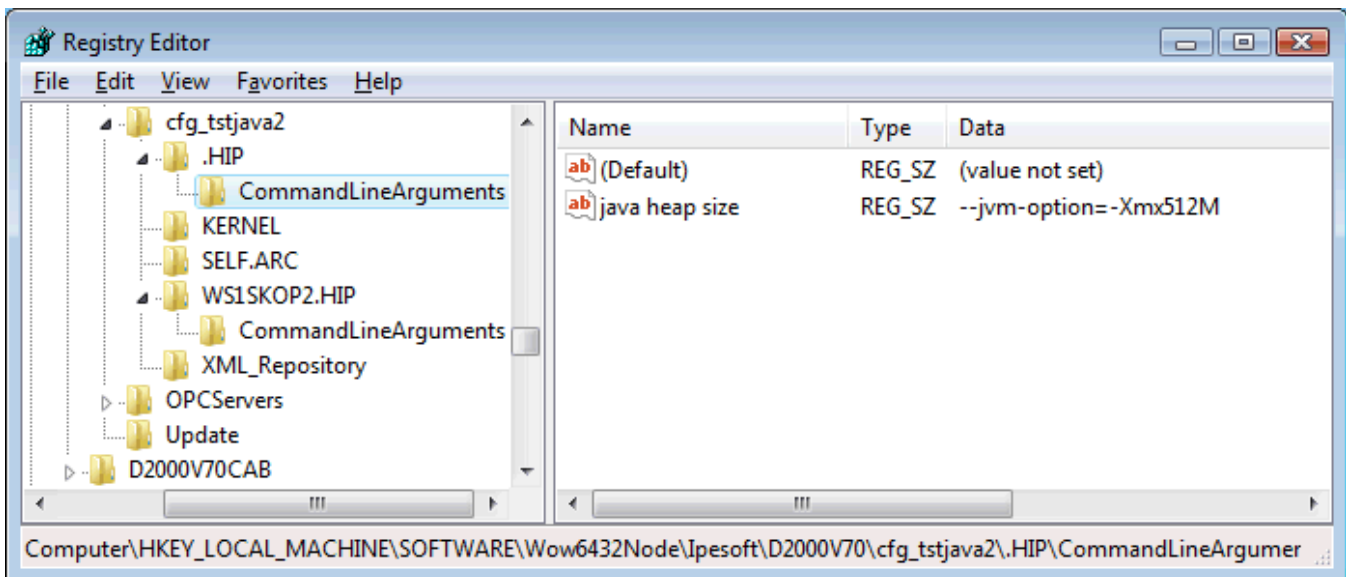 Registry Editor
File Edit View Favorites Help
cfg_tstjava2
.HIP
CommandLineArguments
KERNEL
SELF.ARC
WS1SKOP2.HIP
CommandLineArguments
XML_Repository
OPCServers
Update
D2000V70CAB
Name Type Data
ab (Default) REG_SZ (value not set)
ab java heap size REG_SZ --jvm-option=-Xmx512M
Computer\HKEY_LOCAL_MACHINE\SOFTWARE\Wow6432Node\Ipesoft\D2000V70\cfg_tstjava2\.HIP\CommandLineArgumer